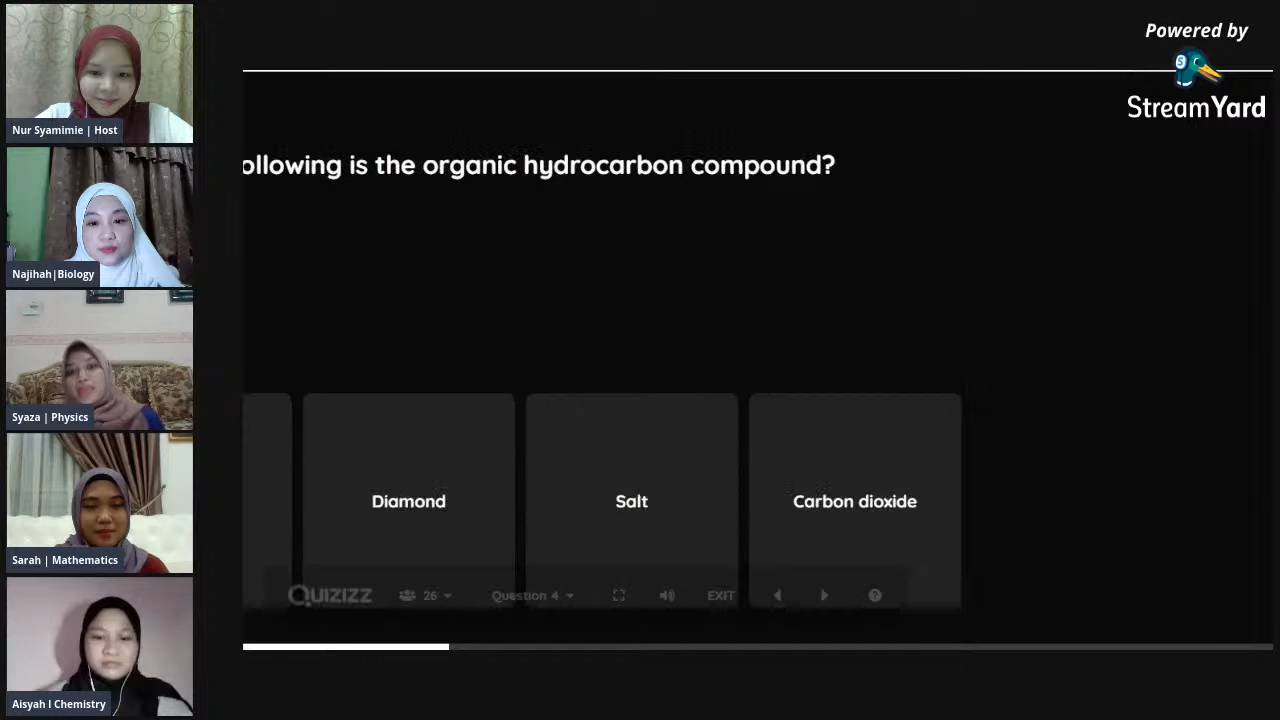 Powered by
StreamYard
Nur Syamimie | Host
Najihah|Biology
Syaza | Physics
Sarah | Mathematics
Aisyah I Chemistry
ollowing is the organic hydrocarbon compound?
Diamond
Salt
Carbon dioxide
QUIZIZZ 26 Question 4 EXIT